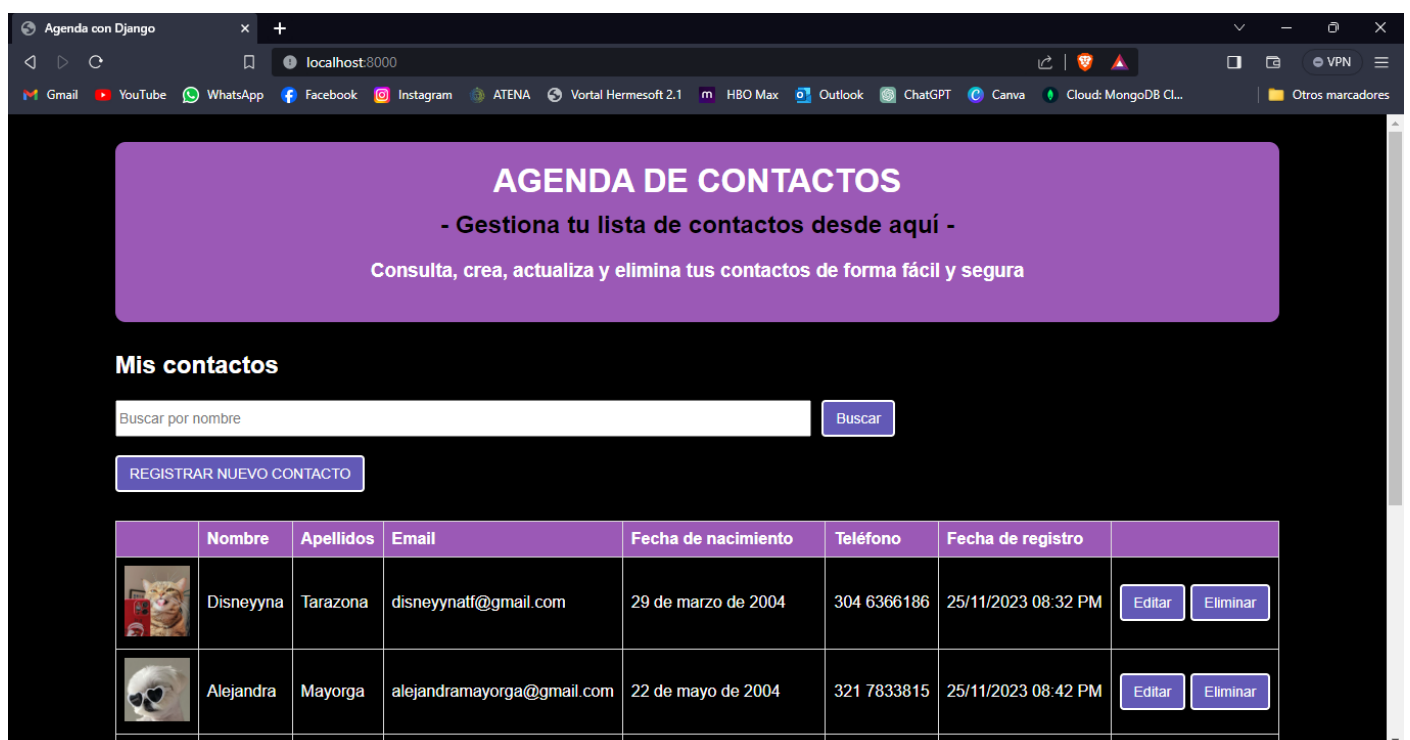 Agenda con Django
localhost:8000
VPN
Gmail YouTube WhatsApp Facebook Instagram ATENA Vortal Hermesoft 2.1 m HBO Max Outlook ChatGPT Canva Cloud: MongoDB Cl... Otros marcadores
AGENDA DE CONTACTOS
- Gestiona tu lista de contactos desde aquí -
Consulta, crea, actualiza y elimina tus contactos de forma fácil y segura
Mis contactos
Buscar por nombre Buscar
REGISTRAR NUEVO CONTACTO
Nombre Apellidos Email Fecha de nacimiento Teléfono Fecha de registro
Disneyyna Tarazona disneyynatf@gmail.com 29 de marzo de 2004 304 6366186 25/11/2023 08:32 PM Editar Eliminar
Alejandra Mayorga alejandramayorga@gmail.com 22 de mayo de 2004 321 7833815 25/11/2023 08:42 PM Editar Eliminar